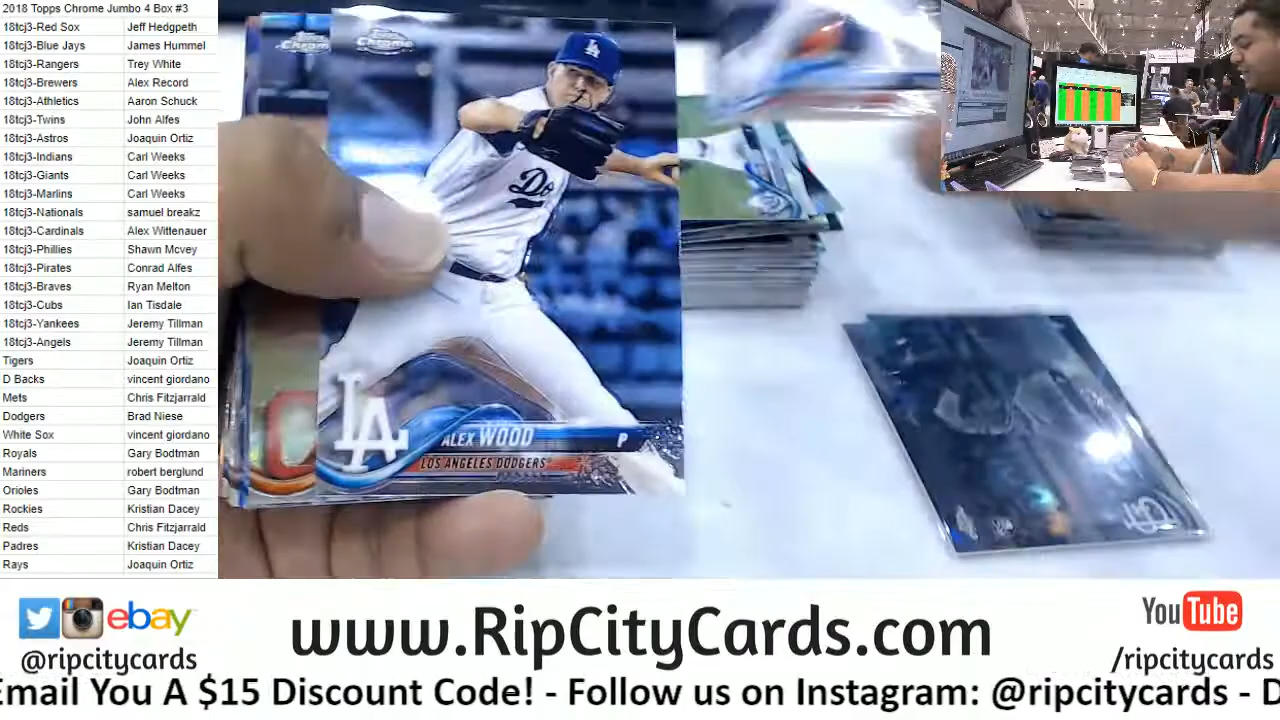 2018 Topps Chrome Jumbo 4 Box #3
18tcj3-Red Sox Jeff Hedgpeth
18tcj3-Blue Jays James Hummel
18tcj3-Rangers Trey White
18tcj3-Brewers Alex Record
18tcj3-Athletics Aaron Schuck
18tcj3-Twins John Alfes
18tcj3-Astros Joaquin Ortiz
18tcj3-Indians Carl Weeks
18tcj3-Giants Carl Weeks
18tcj3-Marlins Carl Weeks
18tcj3-Nationals samuel breakz
18tcj3-Cardinals Alex Wittenauer
18tcj3-Phillies Shawn Mcvey
18tcj3-Pirates Conrad Alfes
18tcj3-Braves Ryan Melton
18tcj3-Cubs Ian Tisdale
18tcj3-Yankees Jeremy Tillman
18tcj3-Angels Jeremy Tillman
Tigers Joaquin Ortiz
D Backs vincent giordano
Mets Chris Fitzjarrald
Dodgers Brad Niese
White Sox vincent giordano
Royals Gary Bodtman
Mariners robert berglund
Orioles Gary Bodtman
Rockies Kristian Dacey
Reds Chris Fitzjarrald
Padres Kristian Dacey
Rays Joaquin Ortiz
Topps Chrome
Topps Chrome
LA
Do
LA
ALEX WOOD P
LOS ANGELES DODGERS
ebay
@ripcitycards
www.RipCityCards.com
YouTube
/ripcitycards
Email You A $15 Discount Code! - Follow us on Instagram: @ripcitycards - D